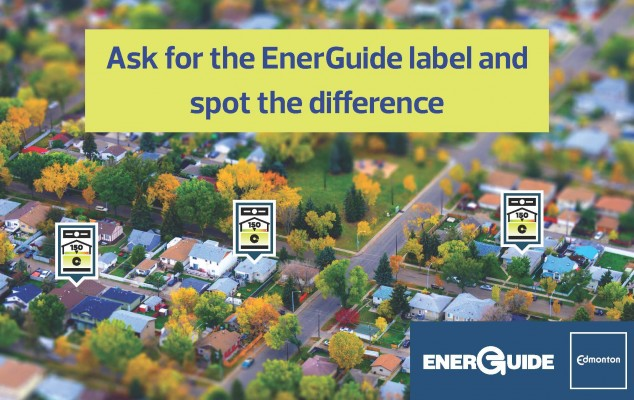 Ask for the EnerGuide label and
spot the difference
150
C
150
C
150
C
ENERGUIDE
Edmonton